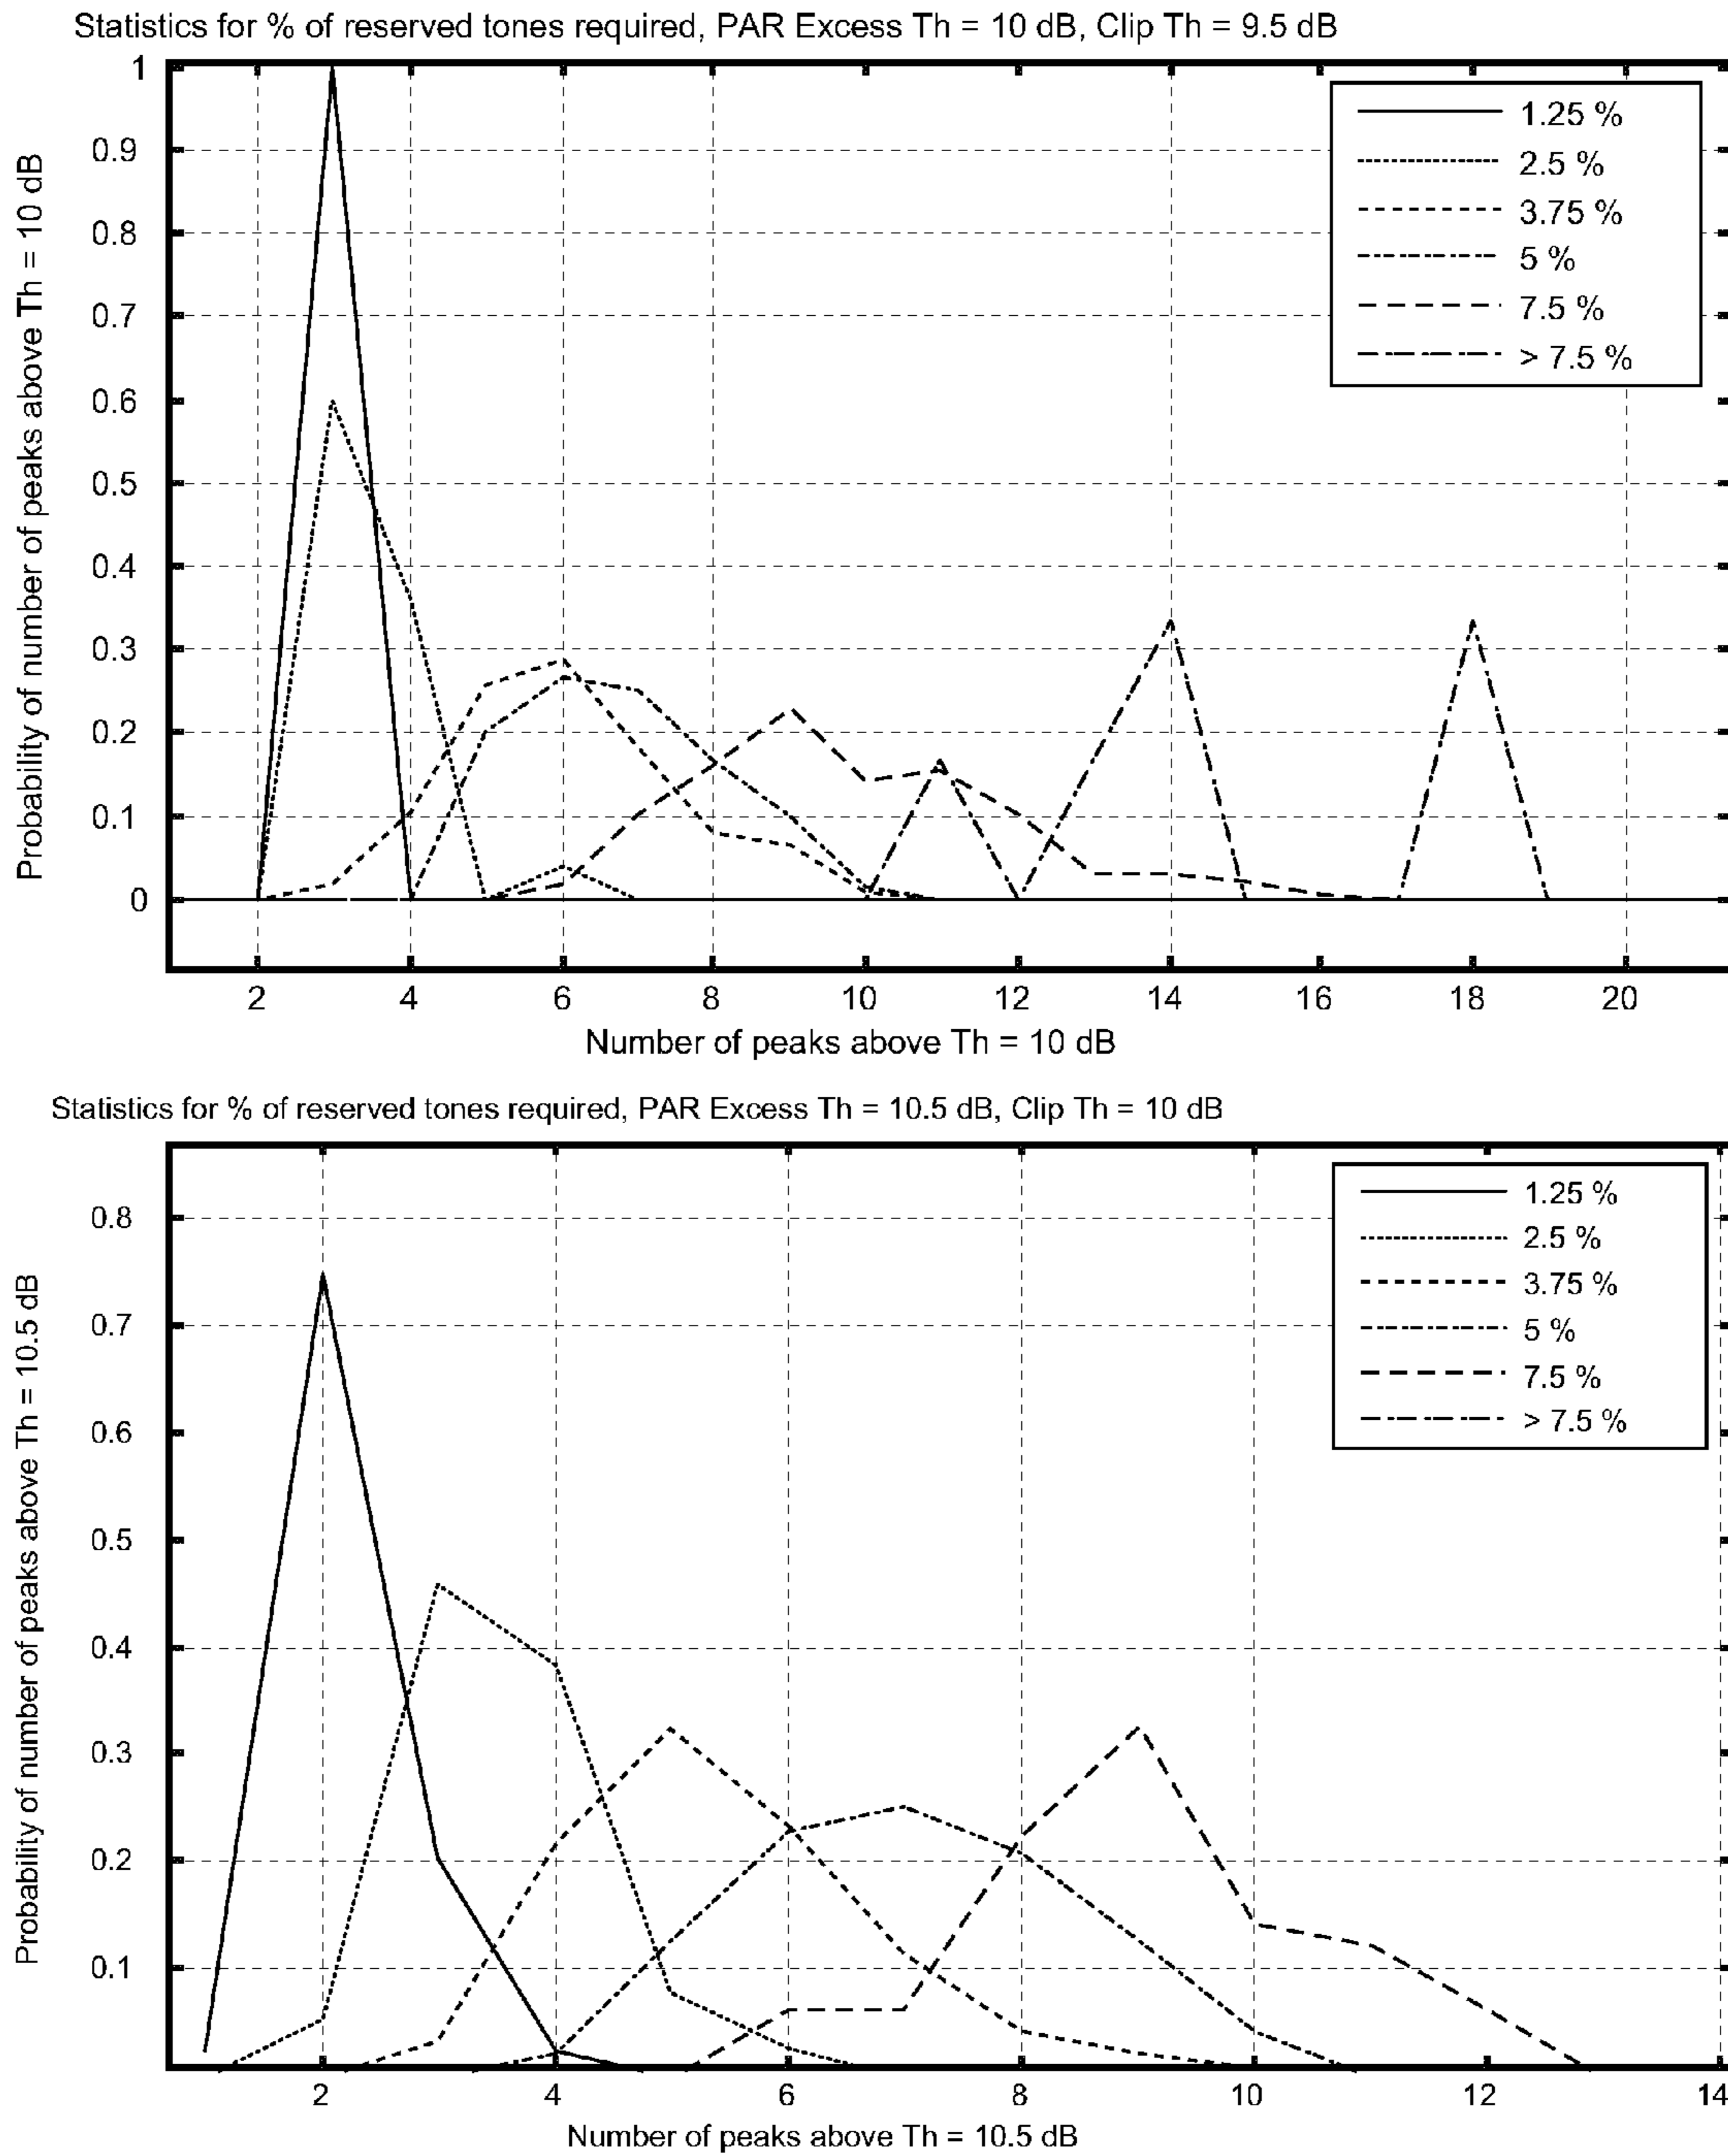 Statistics for % of reserved tones required, PAR Excess Th = 10 dB, Clip Th = 9.5 dB
Probability of number of peaks above Th = 10 dB
1
0.9
0.8
0.7
0.6
0.5
0.4
0.3
0.2
0.1
0
1.25 %
2.5 %
3.75 %
5 %
7.5 %
> 7.5 %
2 4 6 8 10 12 14 16 18 20
Number of peaks above Th = 10 dB
Statistics for % of reserved tones required, PAR Excess Th = 10.5 dB, Clip Th = 10 dB
Probability of number of peaks above Th = 10.5 dB
0.8
0.7
0.6
0.5
0.4
0.3
0.2
0.1
1.25 %
2.5 %
3.75 %
5 %
7.5 %
> 7.5 %
2 4 6 8 10 12 14
Number of peaks above Th = 10.5 dB